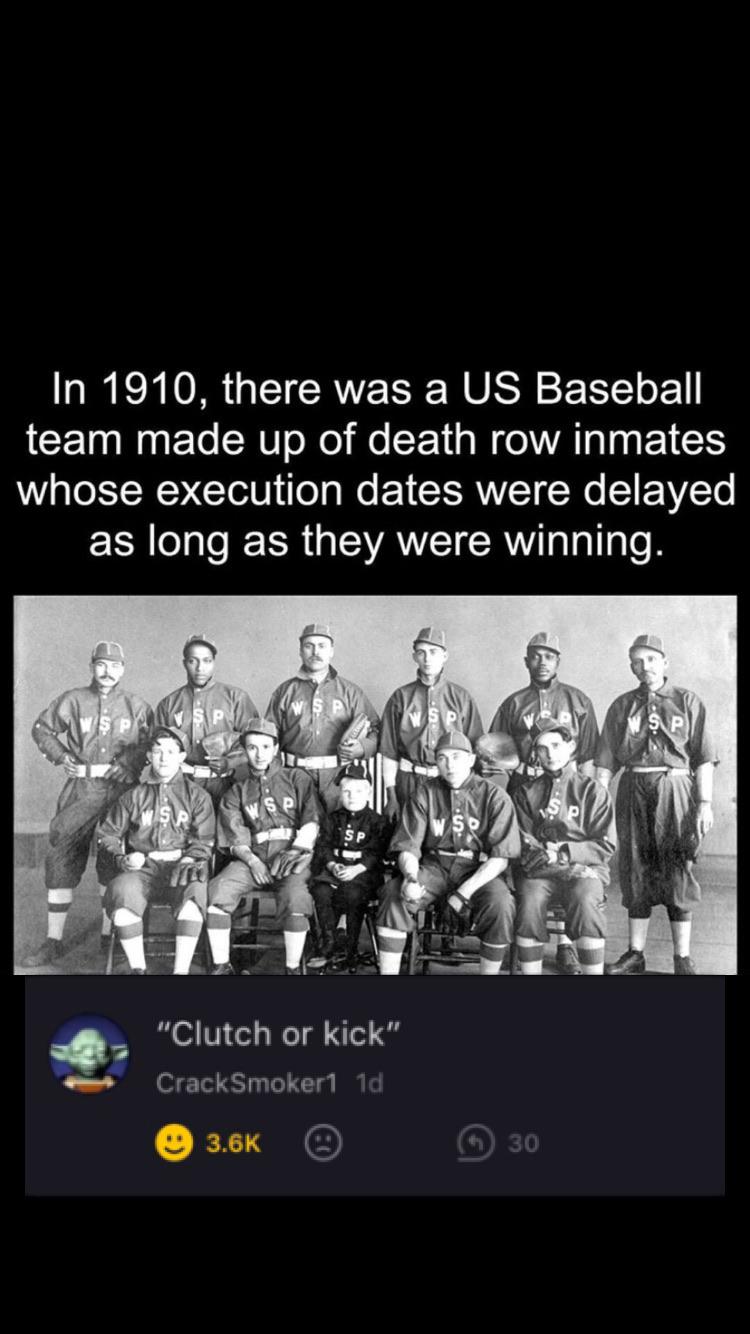 In 1910, there was a US Baseball
team made up of death row inmates
whose execution dates were delayed
as long as they were winning.
W S P
W S P
W S P
W S P
W S P
W S P
W S P
W S P
S P
W S P
W S P
"Clutch or kick"
CrackSmoker1 1d
3.6K 30